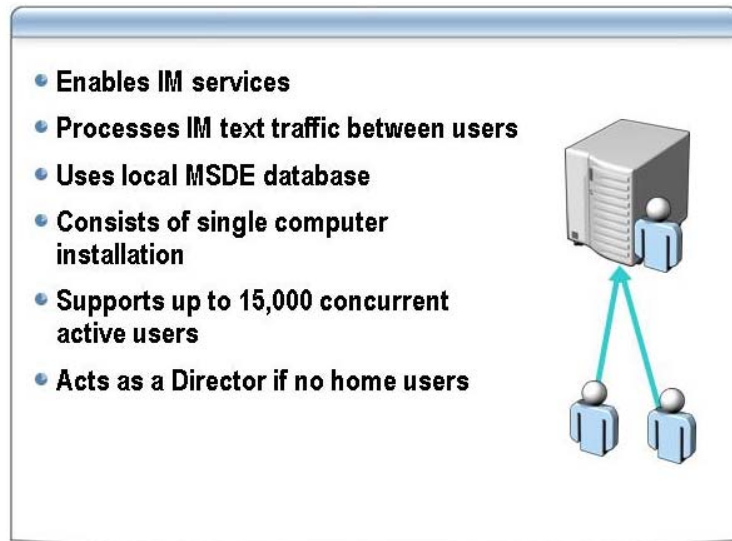 Enables IM services
Processes IM text traffic between users
Uses local MSDE database
Consists of single computer
installation
Supports up to 15,000 concurrent
active users
Acts as a Director if no home users